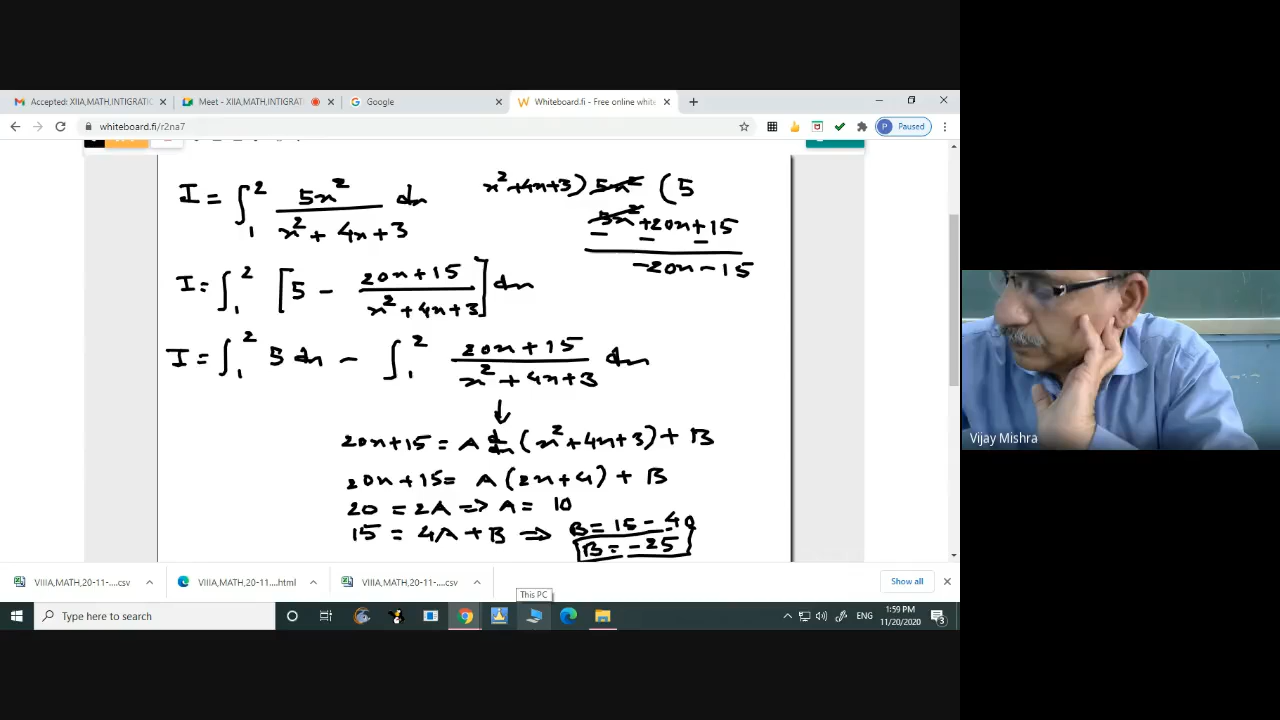 Accepted: XIIA,MATH,INTIGRATIC
Meet - XIIA,MATH,INTIGRAT
Google
Whiteboard.fi - Free online white
whiteboard.fi/r2na7
P Paused
I = ∫₁² 5x²/(x² + 4x + 3) dx
x²+4x+3) 5x² ( 5
5x² + 20x + 15
-20x - 15
I = ∫₁² [5 - (20x+15)/(x²+4x+3)] dx
I = ∫₁² 5 dx - ∫₁² (20x+15)/(x²+4x+3) dx
↓
20x+15 = A d/dx (x²+4x+3) + B
20x+15 = A (2x+4) + B
20 = 2A => A = 10
15 = 4A + B => B = 15 - 40
B = -25
Vijay Mishra
VIIIA,MATH,20-11-....csv
VIIIA,MATH,20-11....html
VIIIA,MATH,20-11-....csv
Show all
This PC
Type here to search
ENG
1:59 PM
11/20/2020
3